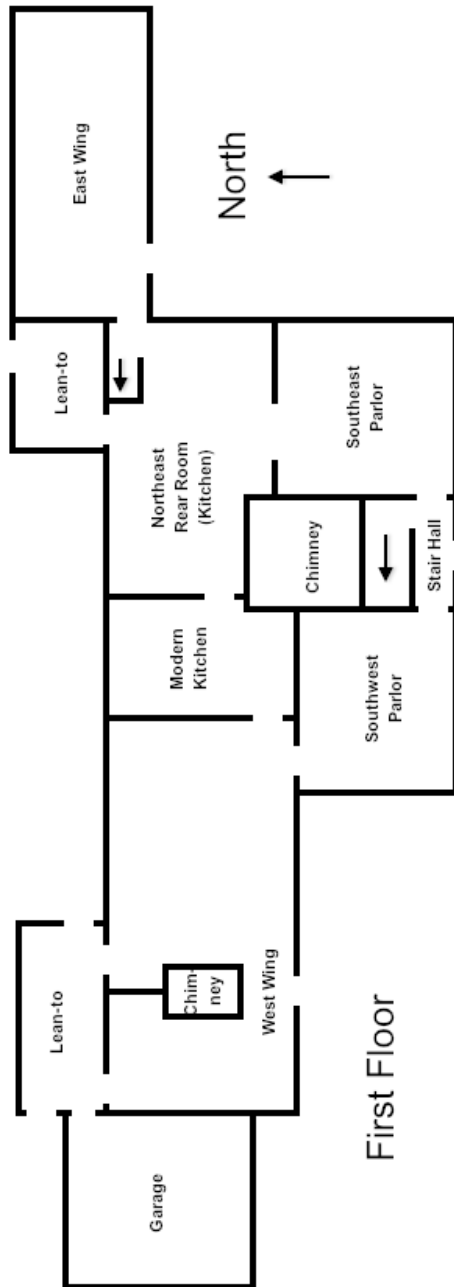 East Wing
North
Lean-to
Northeast
Rear Room
(Kitchen)
Southeast
Parlor
Chimney
Stair Hall
Modern
Kitchen
Southwest
Parlor
Lean-to
Chim-
ney
West Wing
Garage
First Floor